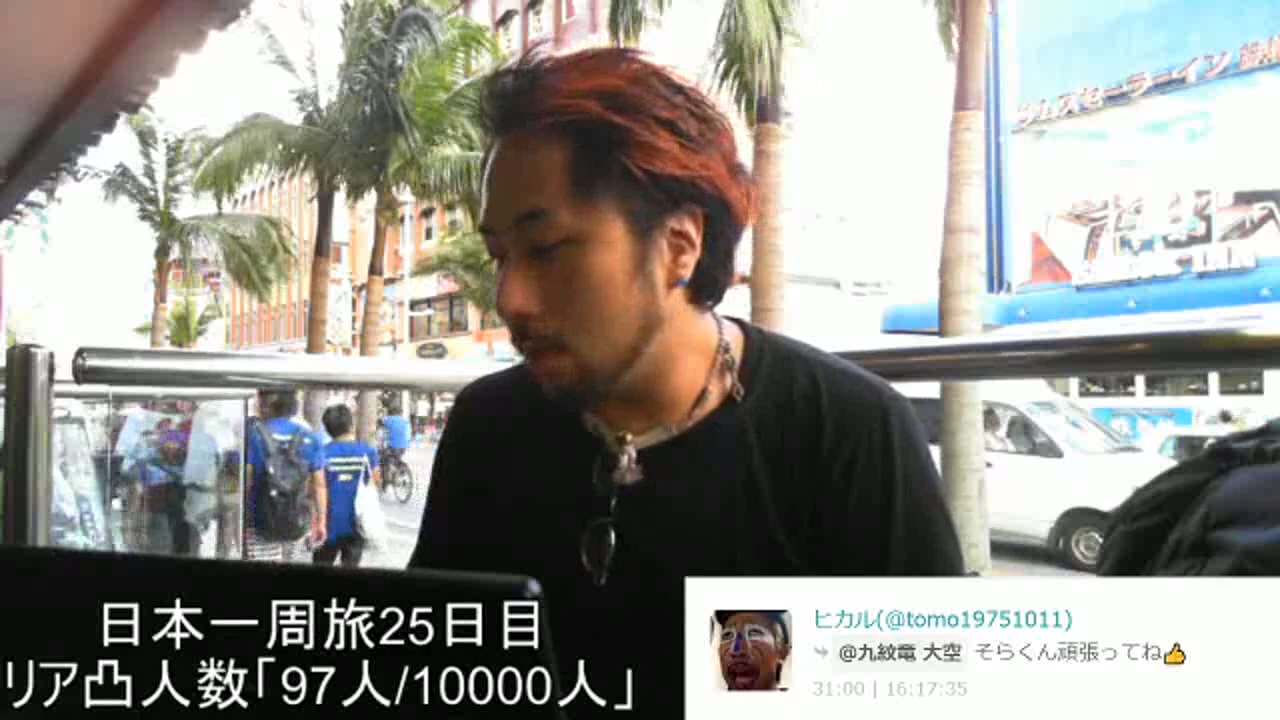 日本一周旅25日目
リア凸人数「97人/10000人」
ヒカル(@tomo19751011)
@九紋竜 大空 そらくん頑張ってね👍
31:00 | 16:17:35